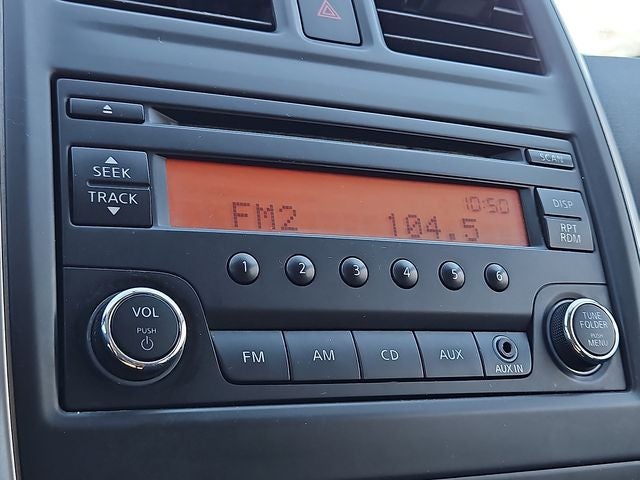 SCAN
SEEK
TRACK
10:50
FM2 104.5
DISP
RPT
RDM
1 2 3 4 5 6
VOL
PUSH
TUNE
FOLDER
PUSH
MENU
FM AM CD AUX
AUX IN